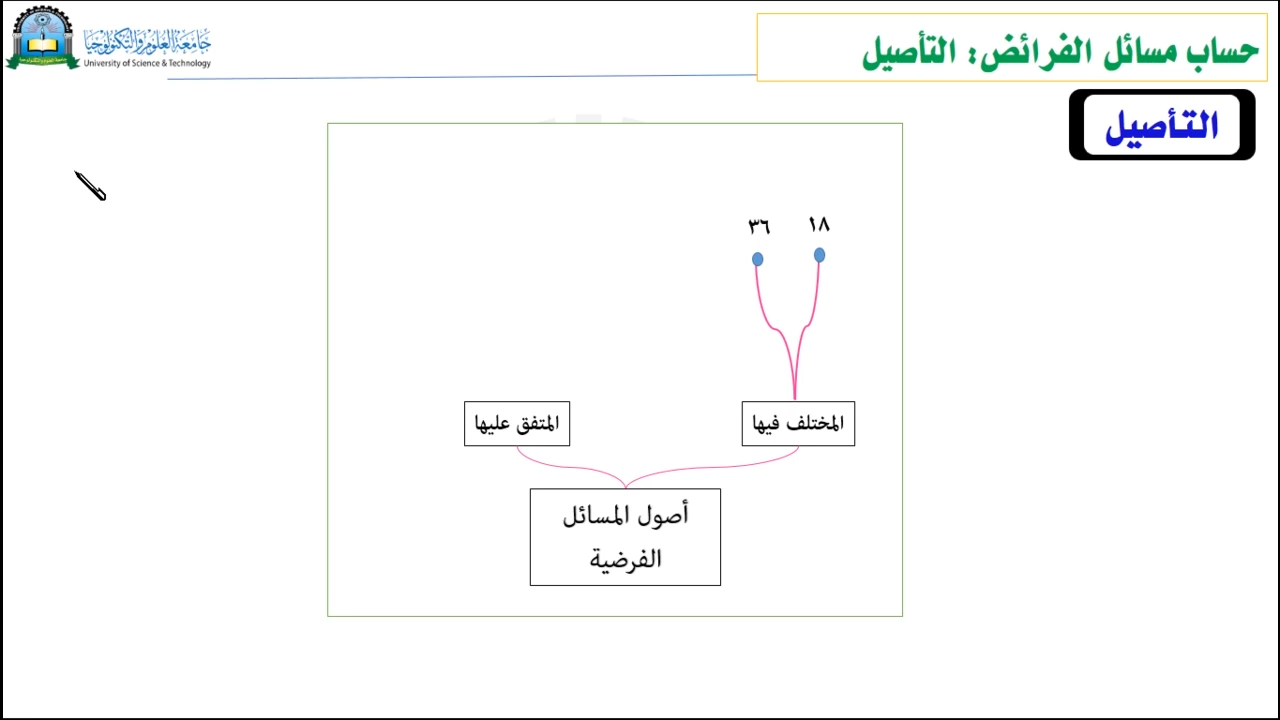 جامعة العلوم والتكنولوجيا
University of Science & Technology
حساب مسائل الفرائض: التأصيل
التأصيل
١٨
٣٦
المختلف فيها
المتفق عليها
أصول المسائل
الفرضية